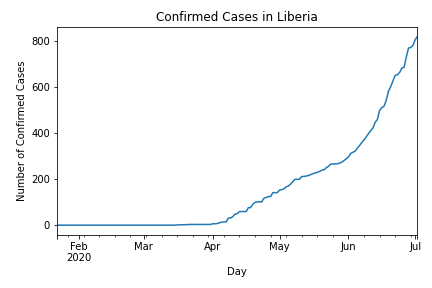 Confirmed Cases in Liberia
Number of Confirmed Cases
800
600
400
200
0
Feb Mar Apr May Jun Jul
2020
Day